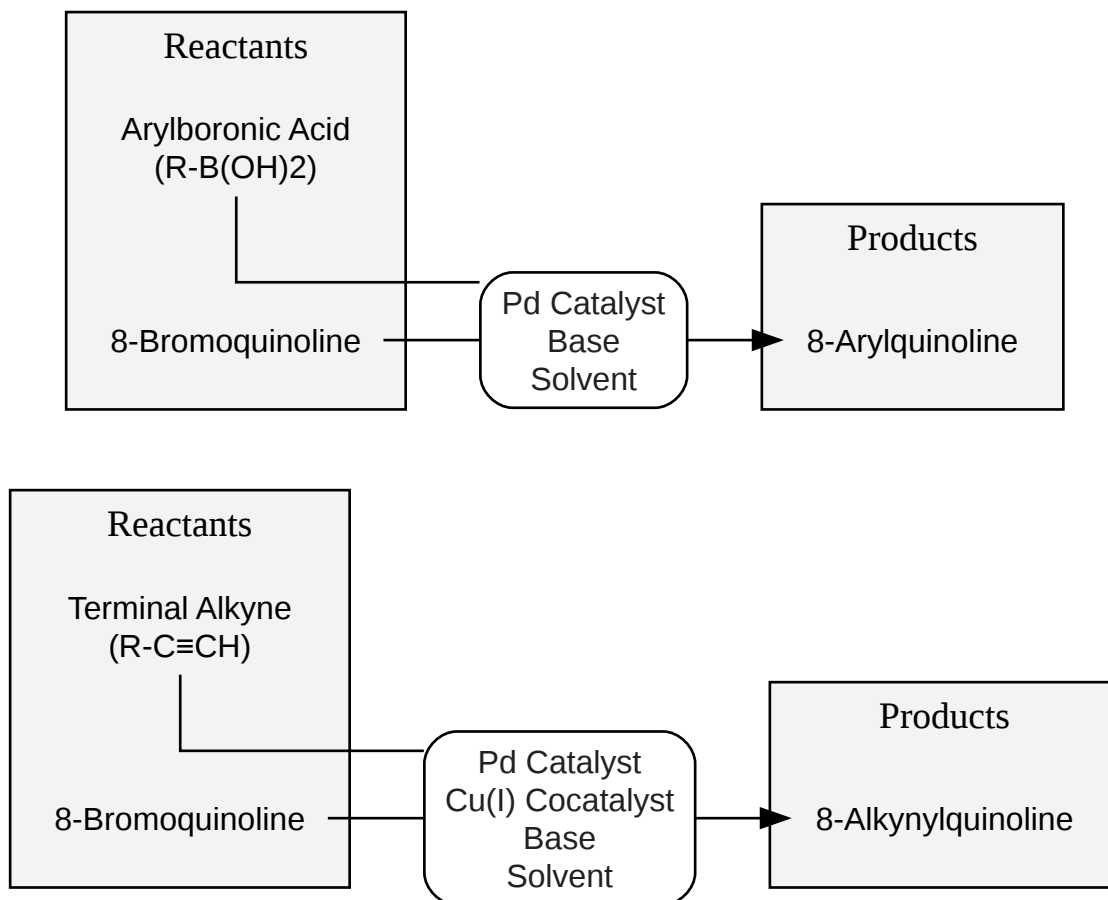 Reactants
Arylboronic Acid
(R-B(OH)2)
8-Bromoquinoline
Pd Catalyst
Base
Solvent
Products
8-Arylquinoline
Reactants
Terminal Alkyne
(R-C≡CH)
8-Bromoquinoline
Pd Catalyst
Cu(I) Cocatalyst
Base
Solvent
Products
8-Alkynylquinoline